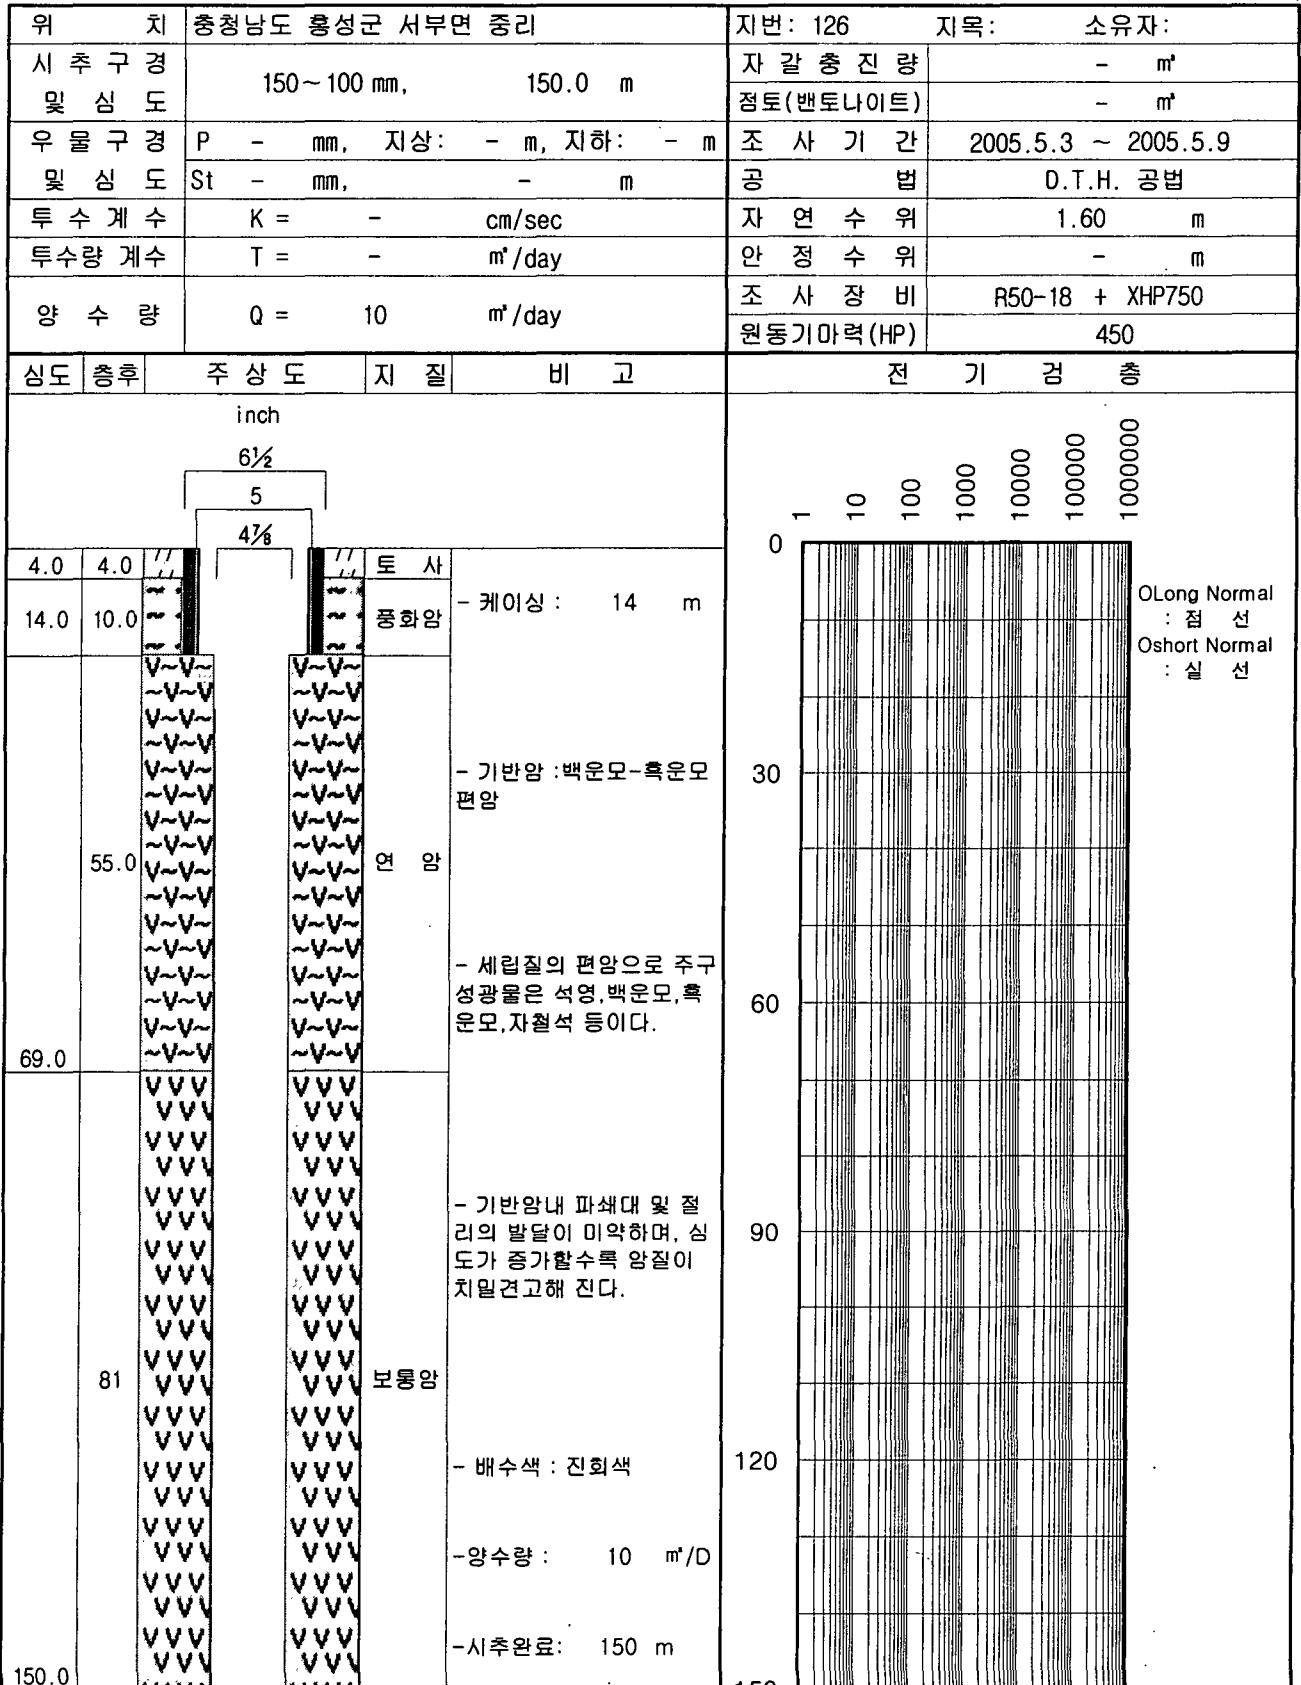 위 치 충청남도 홍성군 서부면 중리 지번: 126 지목: 소유자:
시 추 구 경 및 심 도 150~100 mm, 150.0 m
자 갈 충 진 량 - ㎥
점토(밴토나이트) - ㎥
우 물 구 경 및 심 도 P - mm, 지상: - m, 지하: - m
St - mm, - m
조 사 기 간 2005.5.3 ~ 2005.5.9
공 법 D.T.H. 공법
투 수 계 수 K = - cm/sec
자 연 수 위 1.60 m
투수량 계수 T = - ㎡/day
안 정 수 위 - m
양 수 량 Q = 10 ㎥/day
조 사 장 비 R50-18 + XHP750
원동기마력(HP) 450
심도 층후 주 상 도 지 질 비 고 전 기 검 층
inch
6½
5
4⅞
4.0 4.0 토 사
14.0 10.0 풍화암
- 케이싱 : 14 m
- 기반암 :백운모-흑운모
편암
55.0 연 암
- 세립질의 편암으로 주구
성광물은 석영,백운모,흑
운모,자철석 등이다.
69.0
- 기반암내 파쇄대 및 절
리의 발달이 미약하며, 심
도가 증가할수록 암질이
치밀견고해 진다.
81 보통암
- 배수색 : 진회색
-양수량 : 10 ㎥/D
-시추완료: 150 m
150.0
1 10 100 1000 10000 100000 1000000
0
30
60
90
120
150
OLong Normal
: 점 선
Oshort Normal
: 실 선